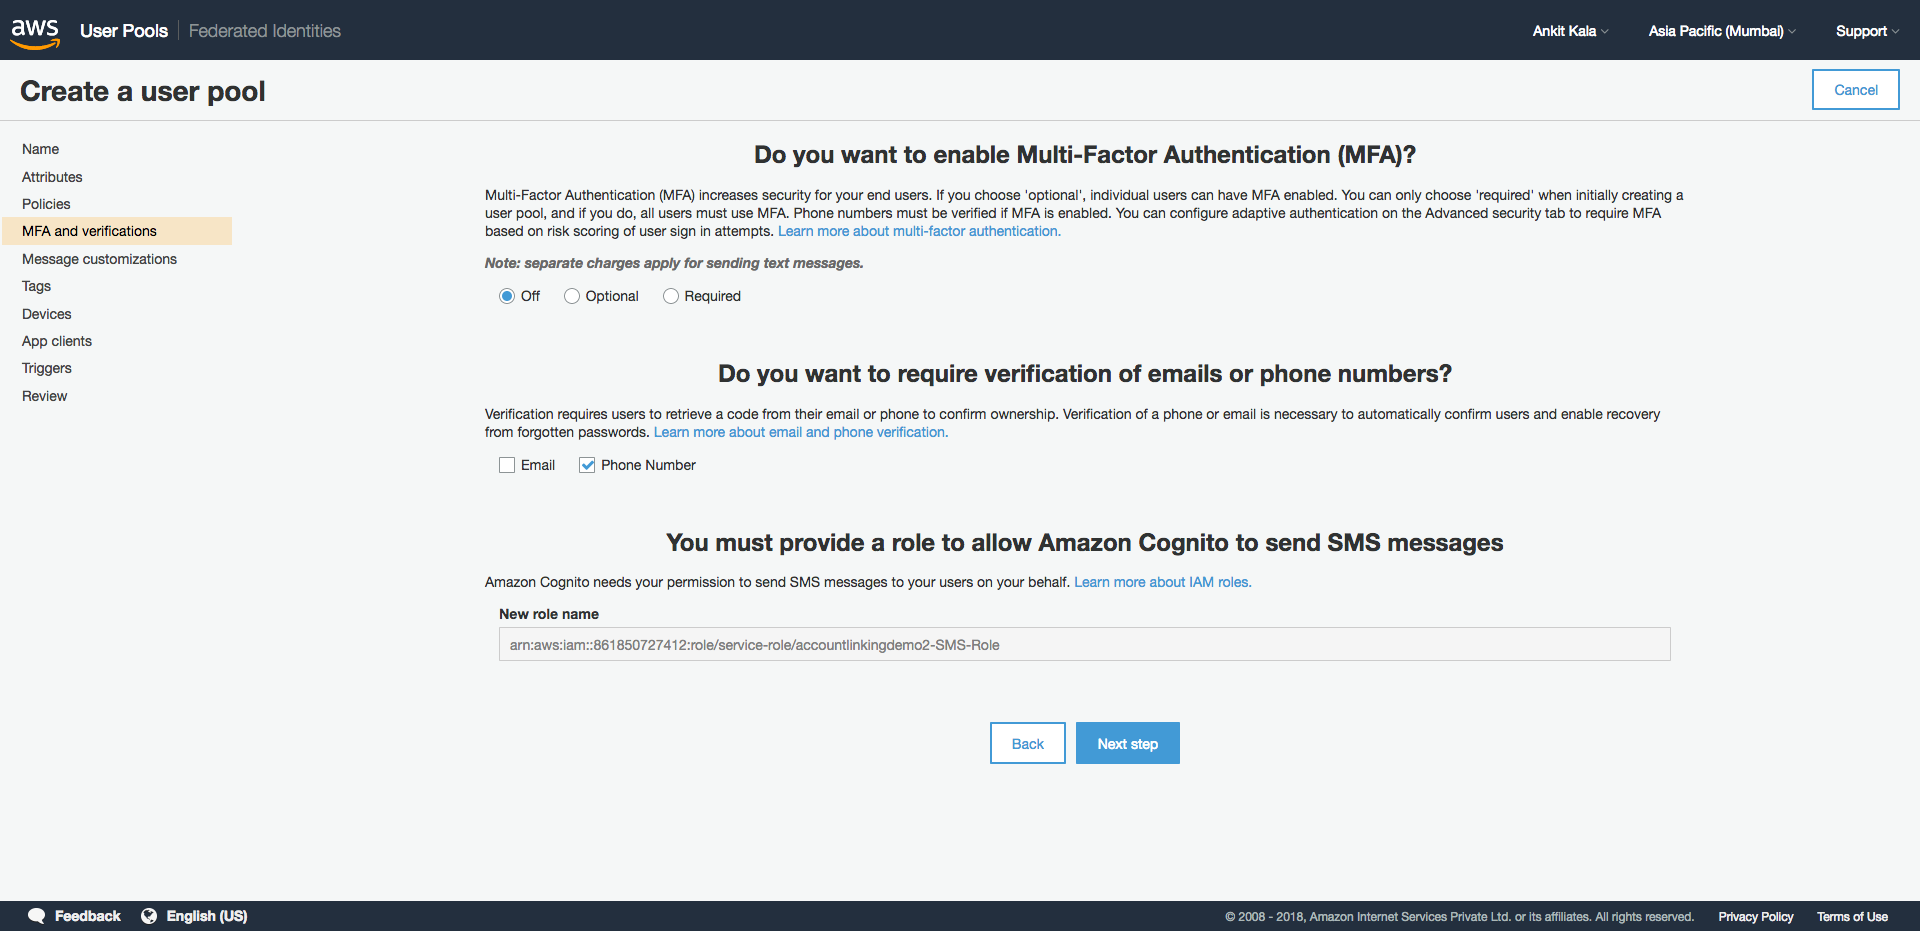 aws User Pools Federated Identities Ankit Kala Asia Pacific (Mumbai) Support
Create a user pool Cancel
Name
Attributes
Policies
MFA and verifications
Message customizations
Tags
Devices
App clients
Triggers
Review
Do you want to enable Multi-Factor Authentication (MFA)?
Multi-Factor Authentication (MFA) increases security for your end users. If you choose 'optional', individual users can have MFA enabled. You can only choose 'required' when initially creating a
user pool, and if you do, all users must use MFA. Phone numbers must be verified if MFA is enabled. You can configure adaptive authentication on the Advanced security tab to require MFA
based on risk scoring of user sign in attempts. Learn more about multi-factor authentication.
Note: separate charges apply for sending text messages.
Off Optional Required
Do you want to require verification of emails or phone numbers?
Verification requires users to retrieve a code from their email or phone to confirm ownership. Verification of a phone or email is necessary to automatically confirm users and enable recovery
from forgotten passwords. Learn more about email and phone verification.
Email Phone Number
You must provide a role to allow Amazon Cognito to send SMS messages
Amazon Cognito needs your permission to send SMS messages to your users on your behalf. Learn more about IAM roles.
New role name
arn:aws:iam::861850727412:role/service-role/accountlinkingdemo2-SMS-Role
Back Next step
Feedback English (US) © 2008 - 2018, Amazon Internet Services Private Ltd. or its affiliates. All rights reserved. Privacy Policy Terms of Use